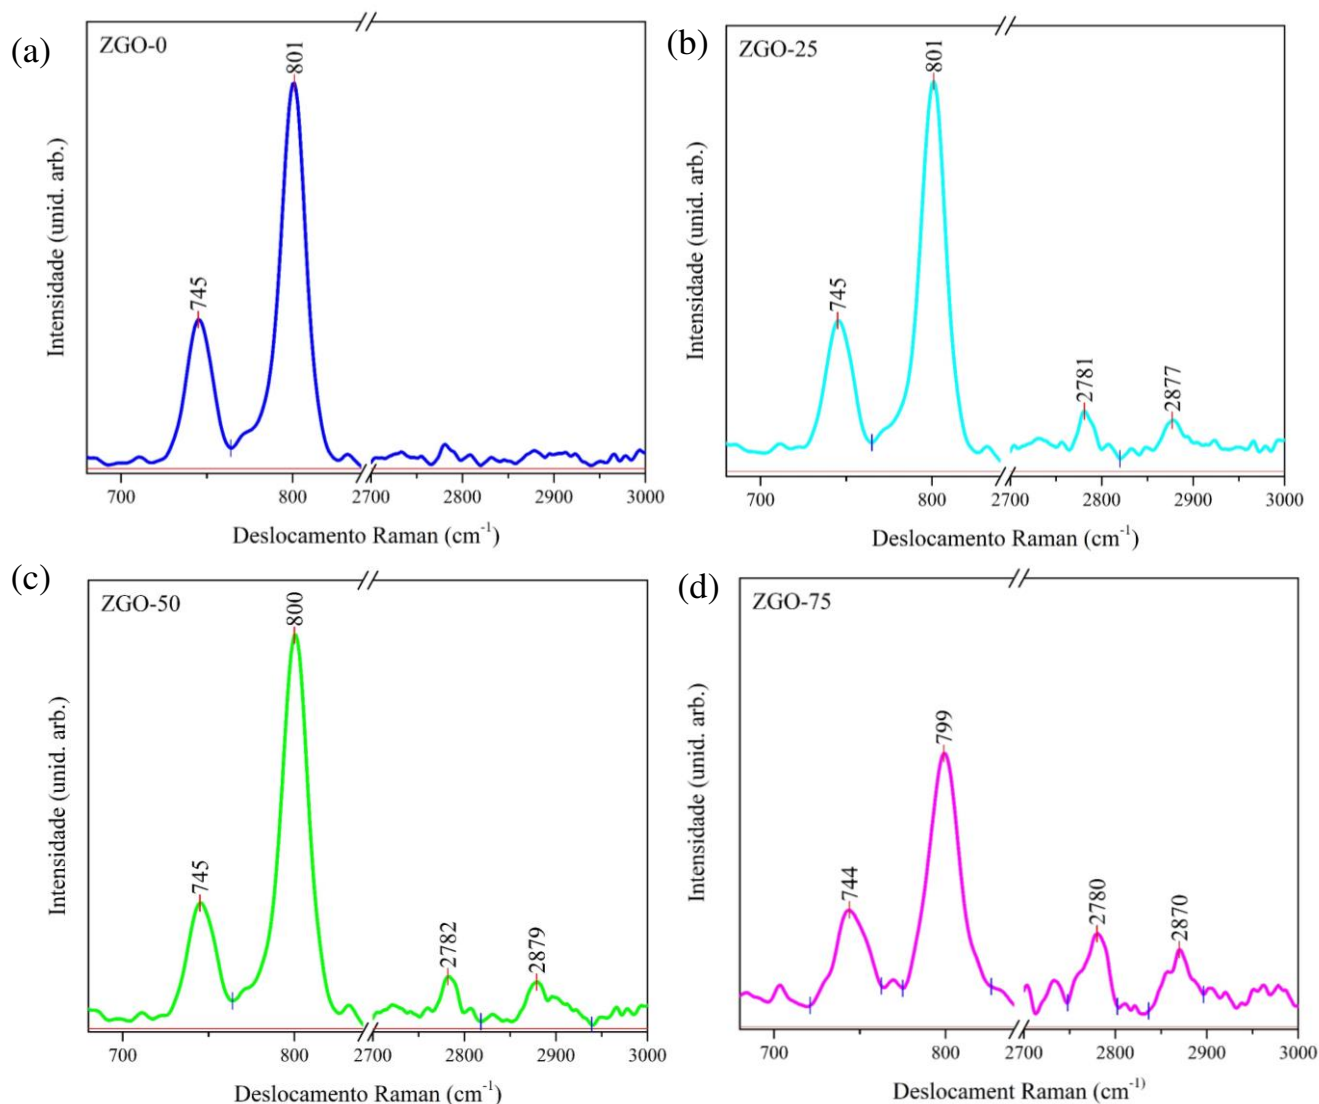 (a)
ZGO-0
801
745
Intensidade (unid. arb.)
700
800
2700
2800
2900
3000
Deslocamento Raman (cm-1)
(b)
ZGO-25
801
745
2781
2877
Intensidade (unid. arb.)
700
800
2700
2800
2900
3000
Deslocamento Raman (cm-1)
(c)
ZGO-50
800
745
2782
2879
Intensidade (unid. arb.)
700
800
2700
2800
2900
3000
Deslocamento Raman (cm-1)
(d)
ZGO-75
799
744
2780
2870
Intensidade (unid. arb.)
700
800
2700
2800
2900
3000
Deslocament Raman (cm-1)